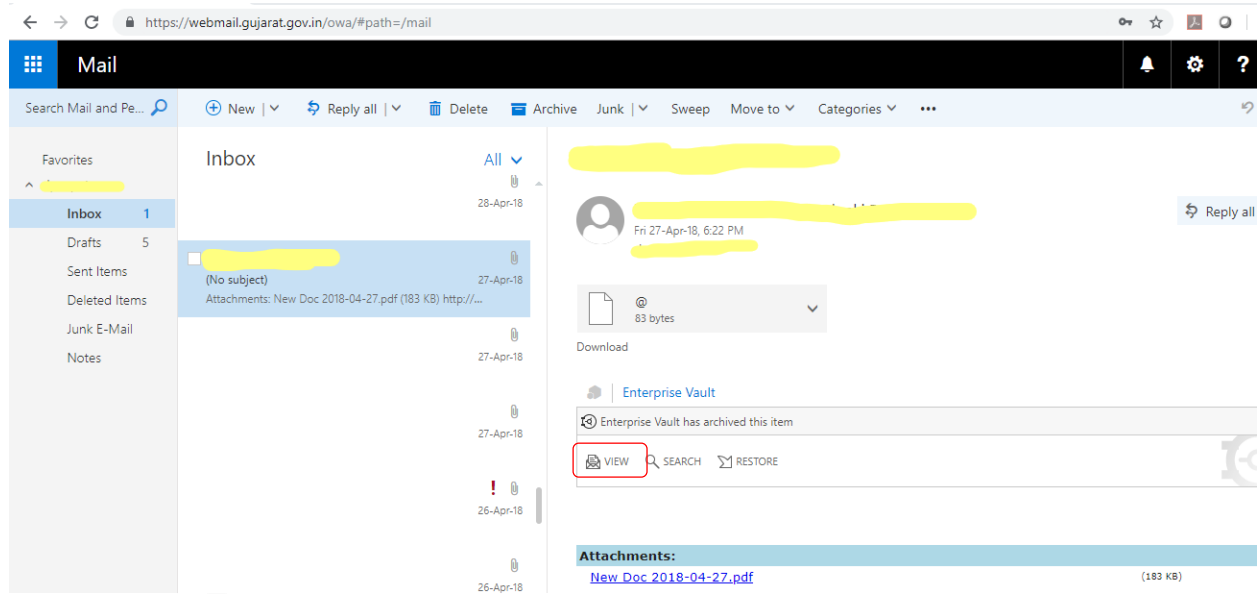 https://webmail.gujarat.gov.in/owa/#path=/mail
Mail
?
Search Mail and Pe...
New
Reply all
Delete
Archive
Junk
Sweep
Move to
Categories
•••
Favorites
Inbox 1
Drafts 5
Sent Items
Deleted Items
Junk E-Mail
Notes
Inbox
All
28-Apr-18
(No subject)
27-Apr-18
Attachments: New Doc 2018-04-27.pdf (183 KB) http://...
27-Apr-18
27-Apr-18
!
26-Apr-18
26-Apr-18
Fri 27-Apr-18, 6:22 PM
Reply all
@
83 bytes
Download
Enterprise Vault
Enterprise Vault has archived this item
VIEW
SEARCH
RESTORE
Attachments:
New Doc 2018-04-27.pdf
(183 KB)